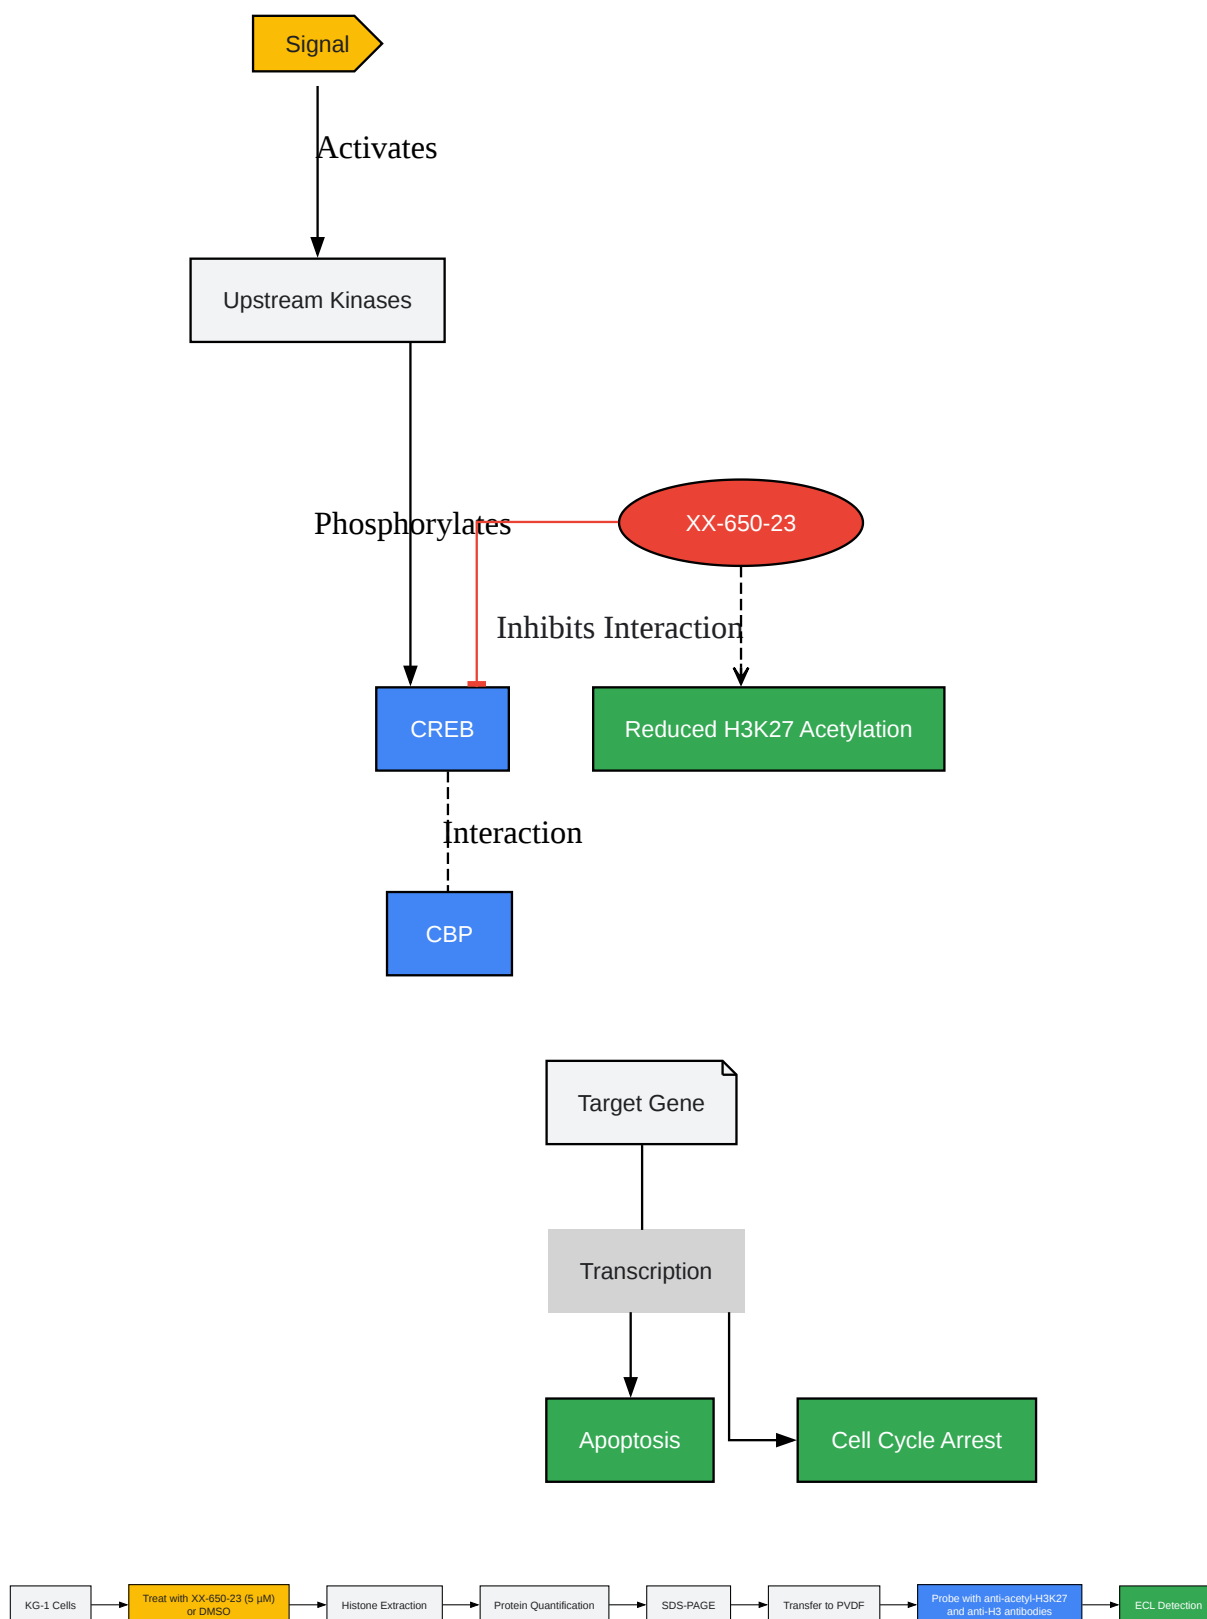 Signal
Activates
Upstream Kinases
Phosphorylates
XX-650-23
Inhibits Interaction
CREB
Reduced H3K27 Acetylation
Interaction
CBP
Target Gene
Transcription
Apoptosis
Cell Cycle Arrest
KG-1 Cells
Treat with XX-650-23 (5 µM)
or DMSO
Histone Extraction
Protein Quantification
SDS-PAGE
Transfer to PVDF
Probe with anti-acetyl-H3K27
and anti-H3 antibodies
ECL Detection